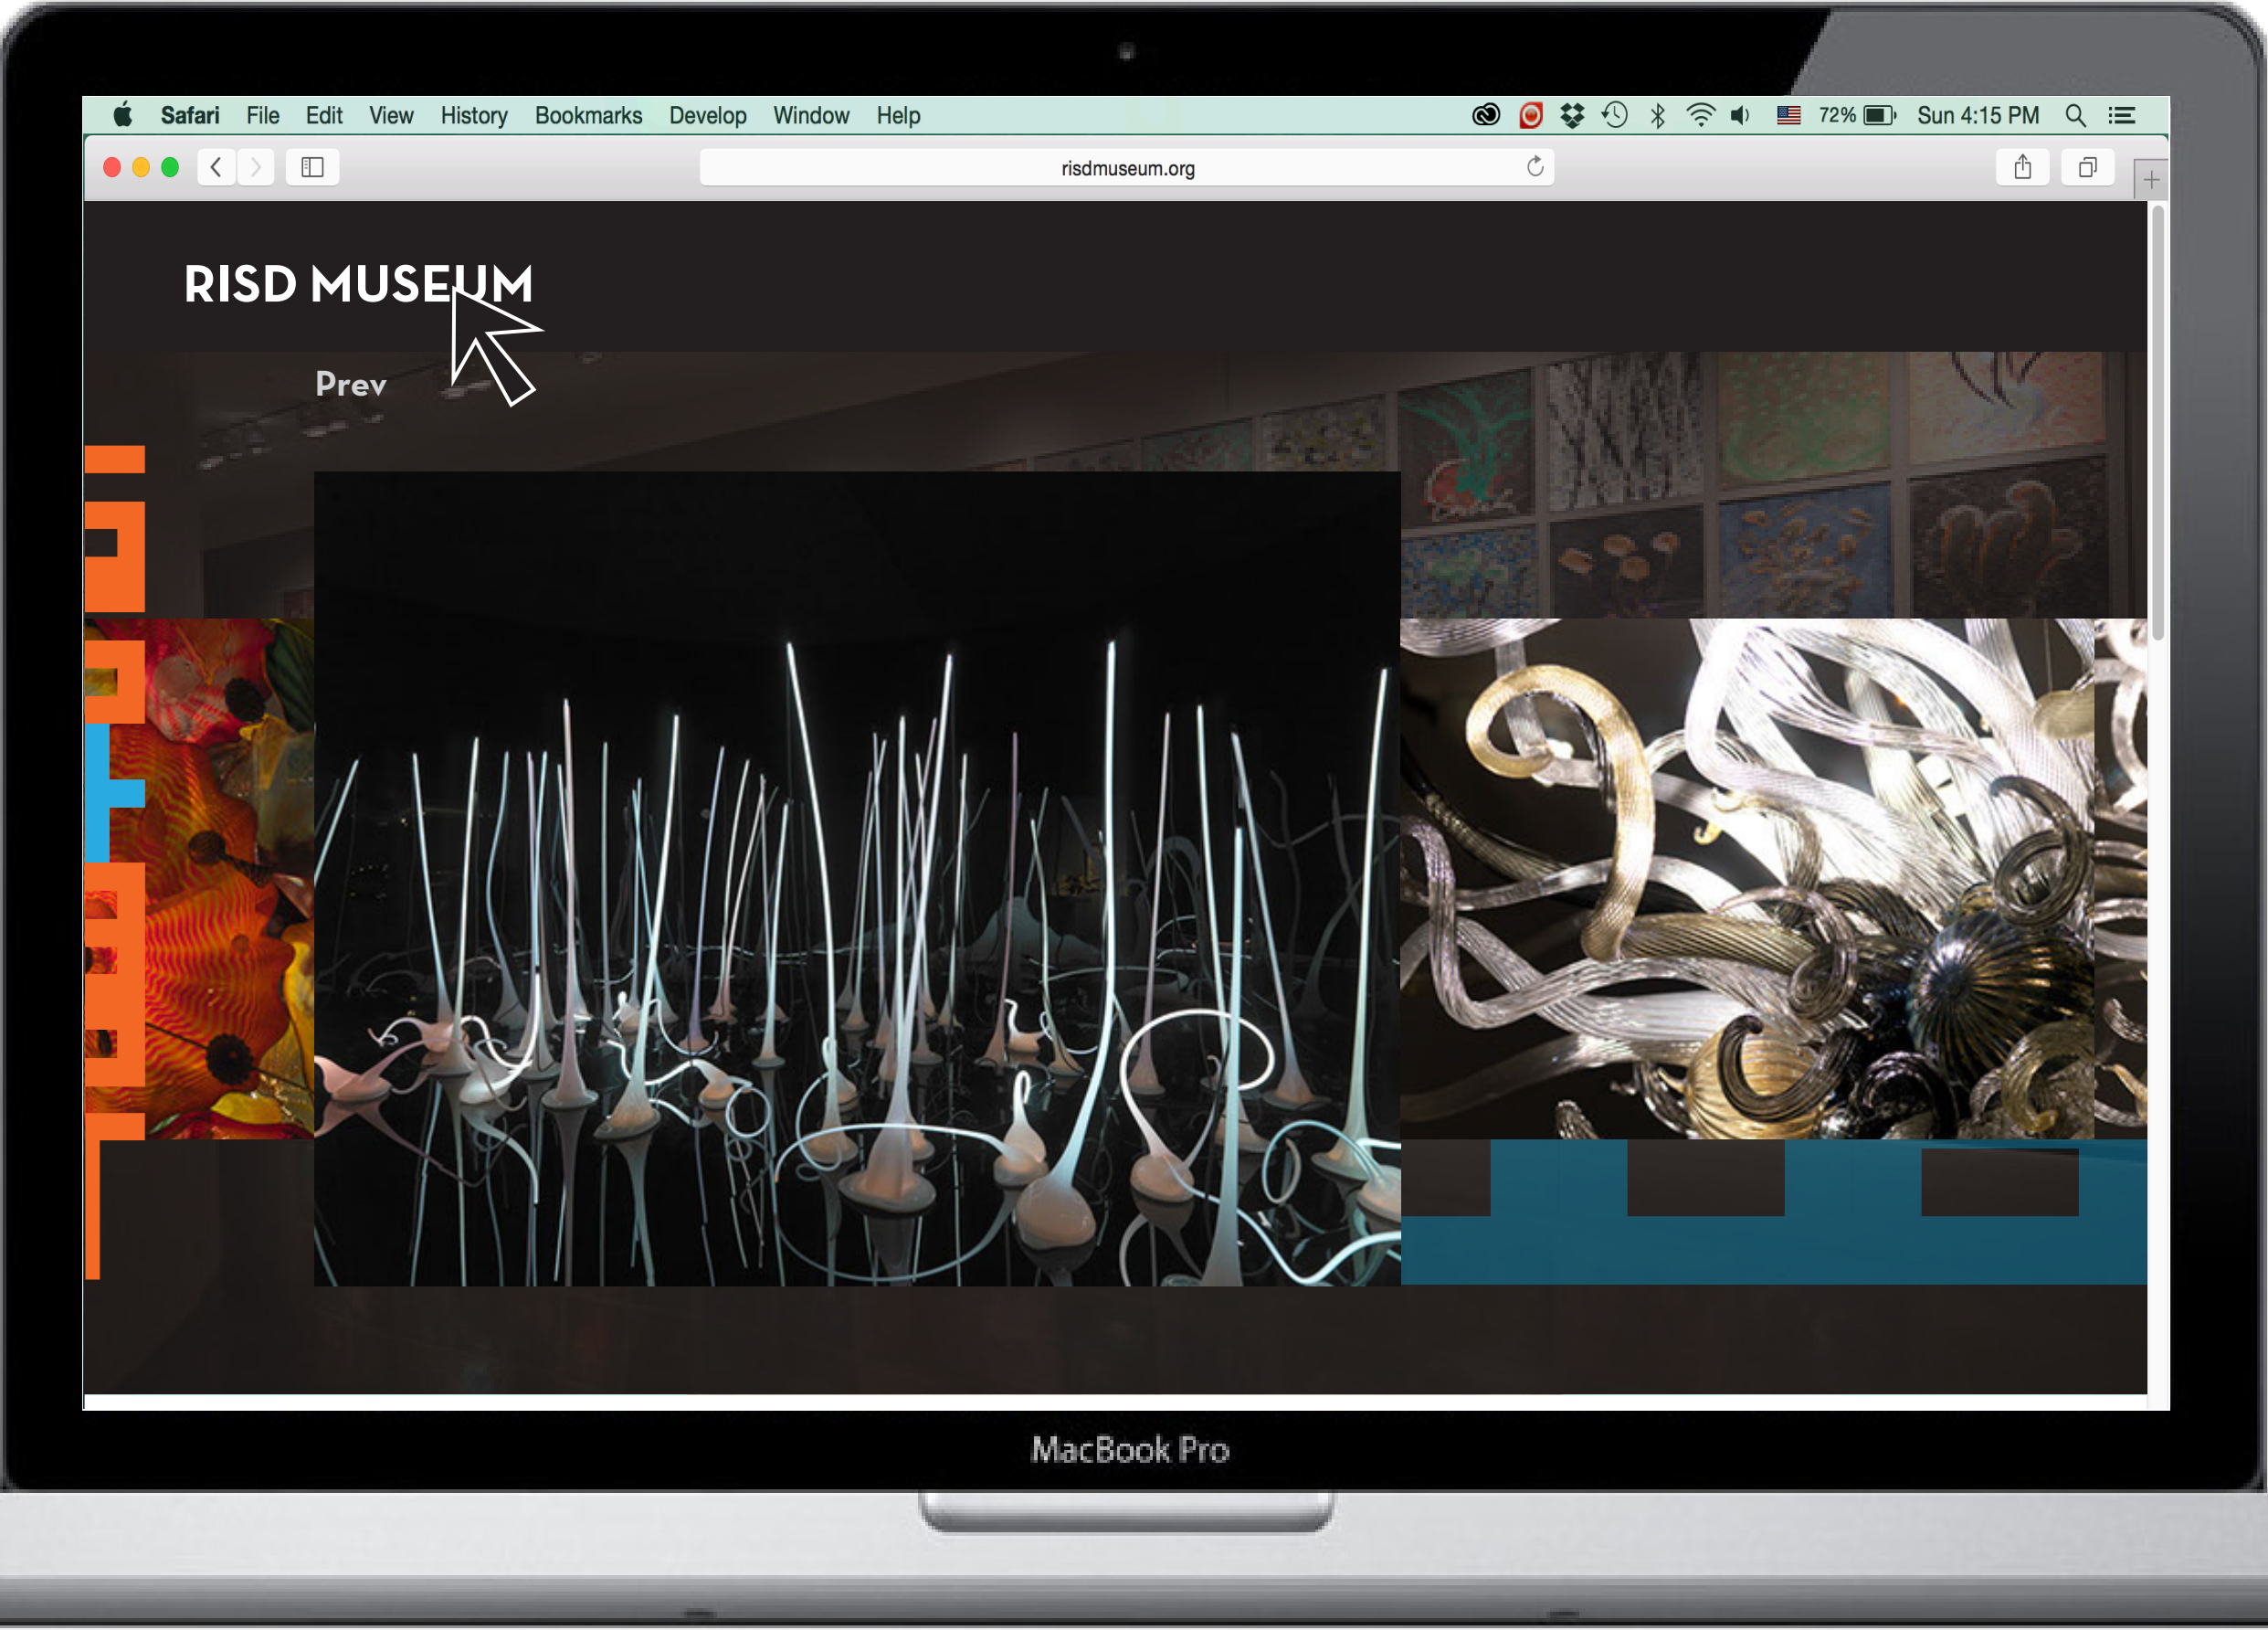 Safari File Edit View History Bookmarks Develop Window Help 72% Sun 4:15 PM
risdmuseum.org
RISD MUSEUM
Prev
MacBook Pro